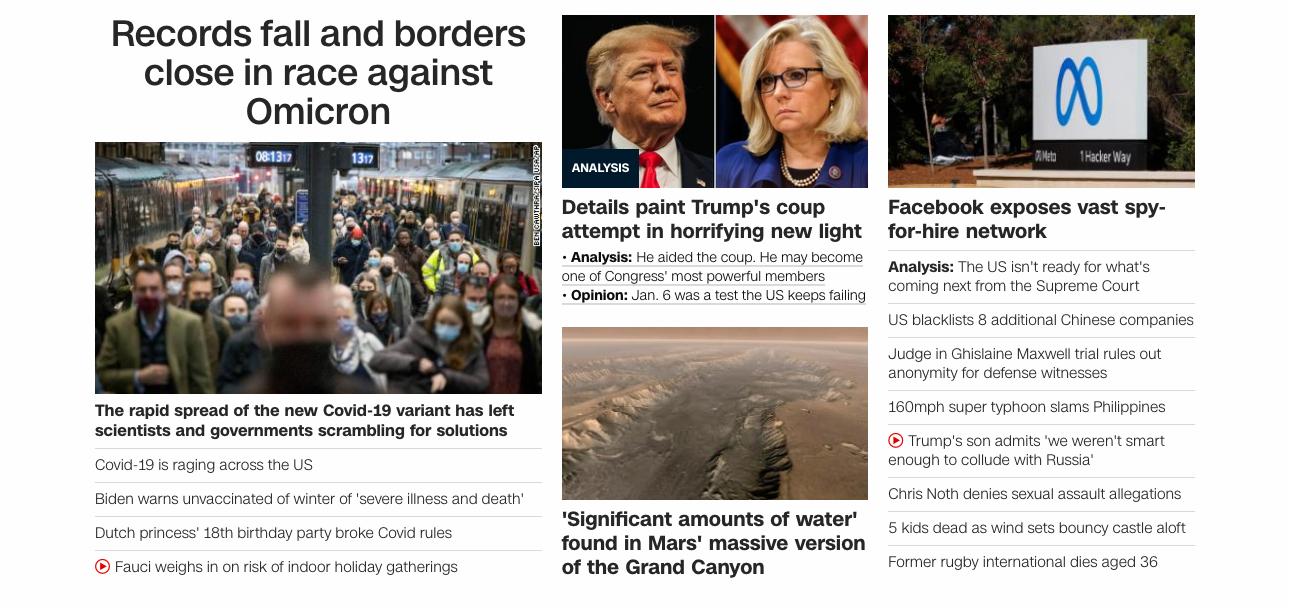 Records fall and borders
close in race against
Omicron
08:13 17
13 17
BEN CAWTHRA/SIPA USA/AP
The rapid spread of the new Covid-19 variant has left
scientists and governments scrambling for solutions
Covid-19 is raging across the US
Biden warns unvaccinated of winter of 'severe illness and death'
Dutch princess' 18th birthday party broke Covid rules
Fauci weighs in on risk of indoor holiday gatherings
ANALYSIS
Details paint Trump's coup
attempt in horrifying new light
• Analysis: He aided the coup. He may become
one of Congress' most powerful members
• Opinion: Jan. 6 was a test the US keeps failing
'Significant amounts of water'
found in Mars' massive version
of the Grand Canyon
Meta 1 Hacker Way
Facebook exposes vast spy-
for-hire network
Analysis: The US isn't ready for what's
coming next from the Supreme Court
US blacklists 8 additional Chinese companies
Judge in Ghislaine Maxwell trial rules out
anonymity for defense witnesses
160mph super typhoon slams Philippines
Trump's son admits 'we weren't smart
enough to collude with Russia'
Chris Noth denies sexual assault allegations
5 kids dead as wind sets bouncy castle aloft
Former rugby international dies aged 36